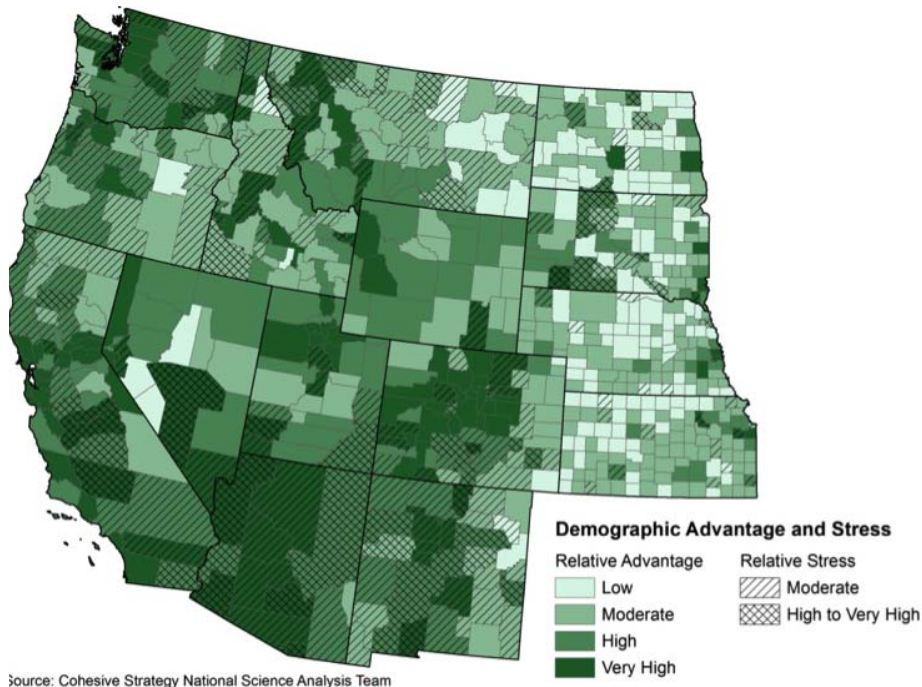 Demographic Advantage and Stress
Relative Advantage
Low
Moderate
High
Very High
Relative Stress
Moderate
High to Very High
Source: Cohesive Strategy National Science Analysis Team